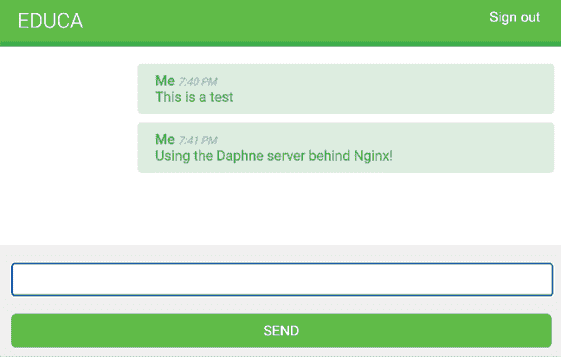 EDUCA
Sign out
Me 7:40 PM
This is a test
Me 7:41 PM
Using the Daphne server behind Nginx!
SEND